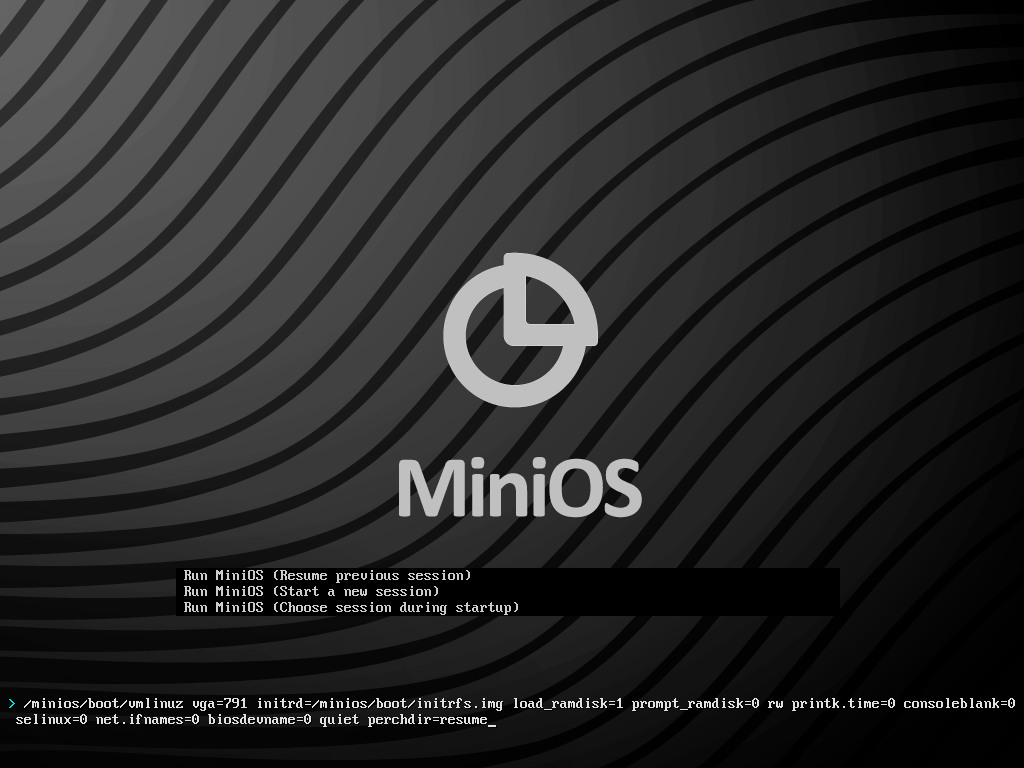 MiniOS
Run MiniOS (Resume previous session)
Run MiniOS (Start a new session)
Run MiniOS (Choose session during startup)
> /minios/boot/vmlinuz vga=791 initrd=/minios/boot/initrfs.img load_ramdisk=1 prompt_ramdisk=0 rw printk.time=0 consoleblank=0
selinux=0 net.ifnames=0 biosdevname=0 quiet perchdir=resume_